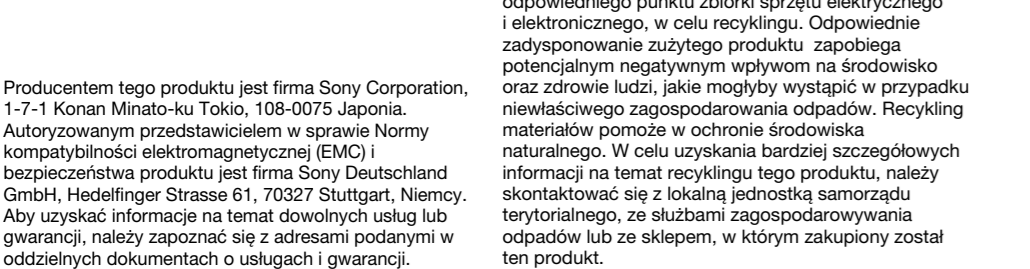 Producentem tego produktu jest firma Sony Corporation,
1-7-1 Konan Minato-ku Tokio, 108-0075 Japonia.
Autoryzowanym przedstawicielem w sprawie Normy
kompatybilności elektromagnetycznej (EMC) i
bezpieczeństwa produktu jest firma Sony Deutschland
GmbH, Hedelfinger Strasse 61, 70327 Stuttgart, Niemcy.
Aby uzyskać informacje na temat dowolnych usług lub
gwarancji, należy zapoznać się z adresami podanymi w
oddzielnych dokumentach o usługach i gwarancji.
odpowiedniego punktu zbiórki sprzętu elektrycznego
i elektronicznego, w celu recyklingu. Odpowiednie
zadysponowanie zużytego produktu zapobiega
potencjalnym negatywnym wpływom na środowisko
oraz zdrowie ludzi, jakie mogłyby wystąpić w przypadku
niewłaściwego zagospodarowania odpadów. Recykling
materiałów pomoże w ochronie środowiska
naturalnego. W celu uzyskania bardziej szczegółowych
informacji na temat recyklingu tego produktu, należy
skontaktować się z lokalną jednostką samorządu
terytorialnego, ze służbami zagospodarowywania
odpadów lub ze sklepem, w którym zakupiony został
ten produkt.